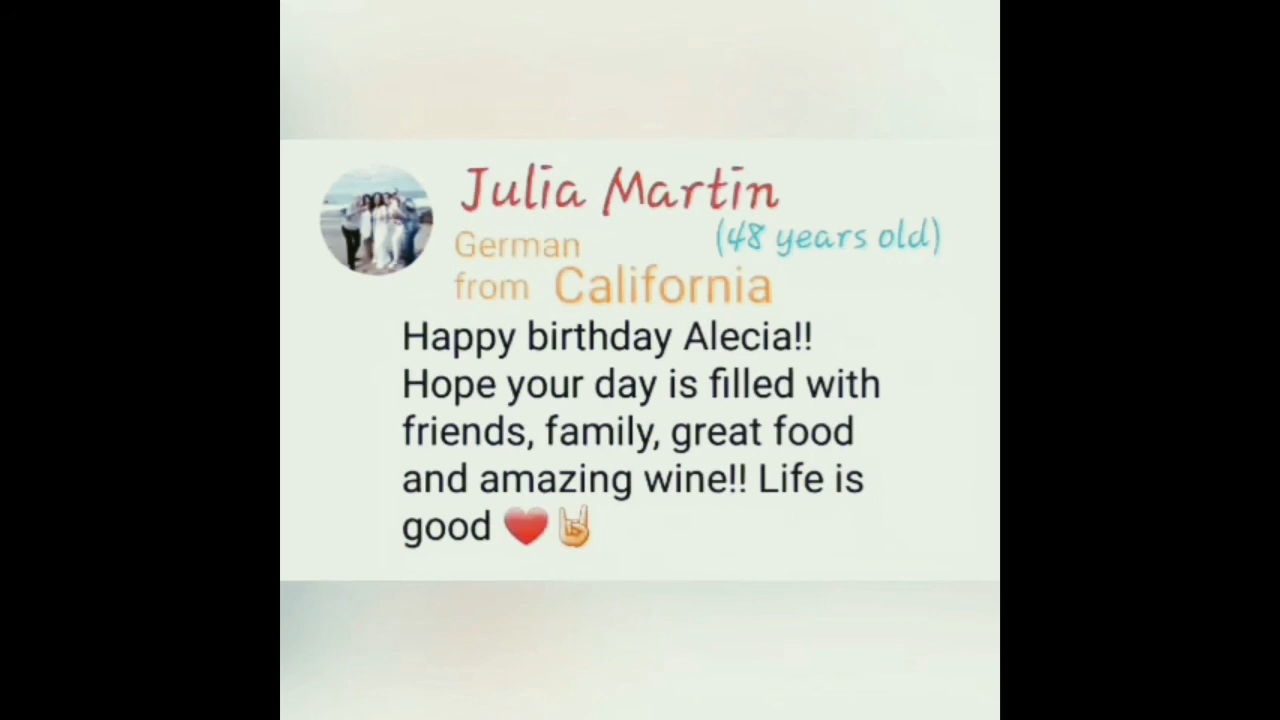 Julia Martin
(48 years old)
German
from California
Happy birthday Alecia!!
Hope your day is filled with
friends, family, great food
and amazing wine!! Life is
good ❤️🤘🏼